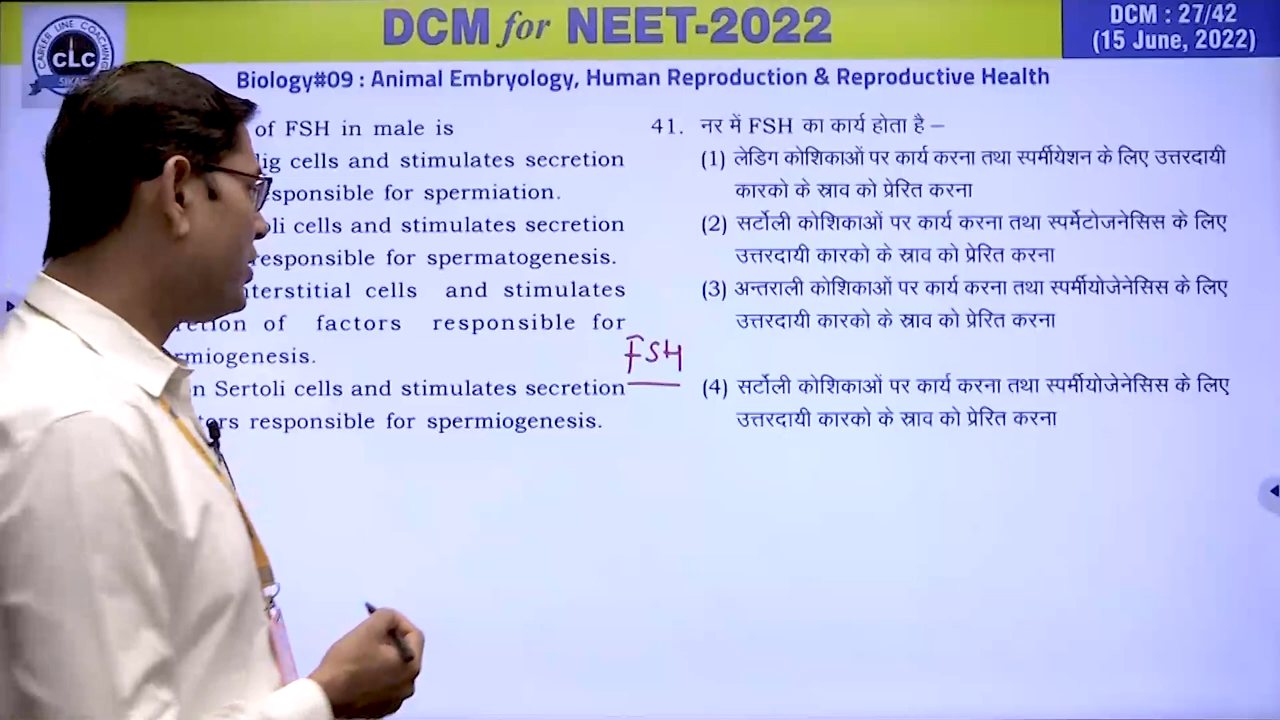 DCM for NEET-2022
DCM : 27/42
(15 June, 2022)
CAREER LINE COACHING
CLC
Biology#09 : Animal Embryology, Human Reproduction & Reproductive Health
of FSH in male is
cells and stimulates secretion
responsible for spermiation.
cells and stimulates secretion
responsible for spermatogenesis.
cells and stimulates
of factors responsible for
Sertoli cells and stimulates secretion
responsible for spermiogenesis.
FSH
41. नर में FSH का कार्य होता है –
(1) लेडिग कोशिकाओं पर कार्य करना तथा स्पर्मीयेशन के लिए उत्तरदायी
कारको के स्राव को प्रेरित करना
(2) सर्टोली कोशिकाओं पर कार्य करना तथा स्पर्मेटोजनेसिस के लिए
उत्तरदायी कारको के स्राव को प्रेरित करना
(3) अन्तराली कोशिकाओं पर कार्य करना तथा स्पर्मीयोजेनेसिस के लिए
उत्तरदायी कारको के स्राव को प्रेरित करना
(4) सर्टोली कोशिकाओं पर कार्य करना तथा स्पर्मीयोजेनेसिस के लिए
उत्तरदायी कारको के स्राव को प्रेरित करना